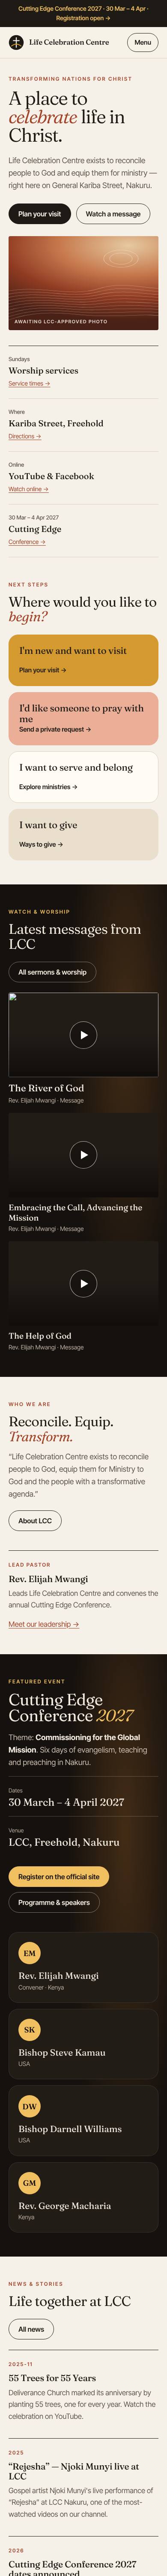 Cutting Edge Conference 2027 · 30 Mar – 4 Apr ·
Registration open →
Life Celebration Centre
Menu
TRANSFORMING NATIONS FOR CHRIST
A place to
celebrate life in
Christ.
Life Celebration Centre exists to reconcile
people to God and equip them for ministry —
right here on General Kariba Street, Nakuru.
Plan your visit
Watch a message
AWAITING LCC-APPROVED PHOTO
Sundays
Worship services
Service times →
Where
Kariba Street, Freehold
Directions →
Online
YouTube & Facebook
Watch online →
30 Mar – 4 Apr 2027
Cutting Edge
Conference →
NEXT STEPS
Where would you like to
begin?
I'm new and want to visit
Plan your visit →
I'd like someone to pray with
me
Send a private request →
I want to serve and belong
Explore ministries →
I want to give
Ways to give →
WATCH & WORSHIP
Latest messages from
LCC
All sermons & worship
The River of God
Rev. Elijah Mwangi · Message
Embracing the Call, Advancing the
Mission
Rev. Elijah Mwangi · Message
The Help of God
Rev. Elijah Mwangi · Message
WHO WE ARE
Reconcile. Equip.
Transform.
“Life Celebration Centre exists to reconcile
people to God, equip them for Ministry to
God and the people with a transformative
agenda.”
About LCC
LEAD PASTOR
Rev. Elijah Mwangi
Leads Life Celebration Centre and convenes the
annual Cutting Edge Conference.
Meet our leadership →
FEATURED EVENT
Cutting Edge
Conference 2027
Theme: Commissioning for the Global
Mission. Six days of evangelism, teaching
and preaching in Nakuru.
Dates
30 March – 4 April 2027
Venue
LCC, Freehold, Nakuru
Register on the official site
Programme & speakers
EM
Rev. Elijah Mwangi
Convener · Kenya
SK
Bishop Steve Kamau
USA
DW
Bishop Darnell Williams
USA
GM
Rev. George Macharia
Kenya
NEWS & STORIES
Life together at LCC
All news
2025-11
55 Trees for 55 Years
Deliverance Church marked its anniversary by
planting 55 trees, one for every year. Watch the
celebration on YouTube.
2025
“Rejesha” — Njoki Munyi live at
LCC
Gospel artist Njoki Munyi's live performance of
“Rejesha” at LCC Nakuru, one of the most-
watched videos on our channel.
2026
Cutting Edge Conference 2027
dates announced